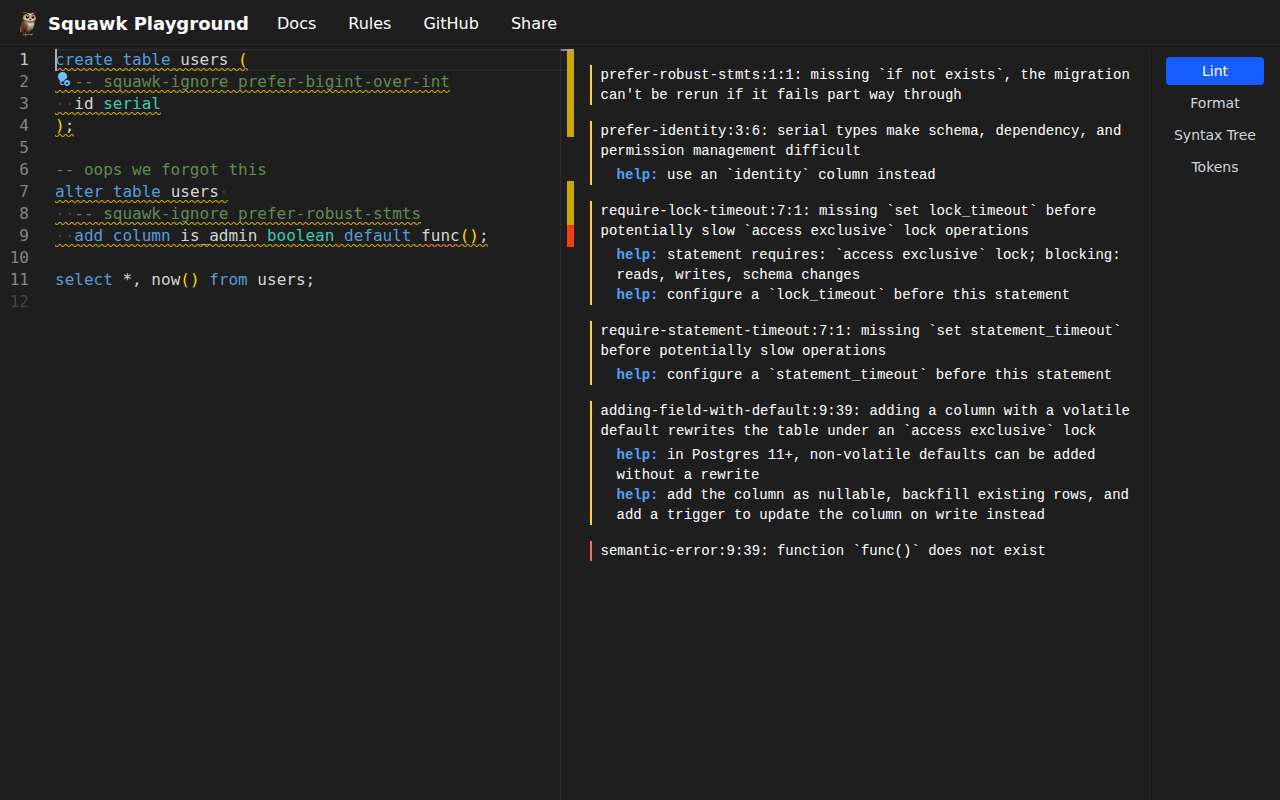 Squawk Playground Docs Rules GitHub Share
1 create table users (
2 -- squawk-ignore prefer-bigint-over-int
3 ··id serial
4 );
5
6 -- oops we forgot this
7 alter table users·
8 ··-- squawk-ignore prefer-robust-stmts
9 ··add column is_admin boolean default func();
10
11 select *, now() from users;
12
prefer-robust-stmts:1:1: missing `if not exists`, the migration
can't be rerun if it fails part way through
prefer-identity:3:6: serial types make schema, dependency, and
permission management difficult
help: use an `identity` column instead
require-lock-timeout:7:1: missing `set lock_timeout` before
potentially slow `access exclusive` lock operations
help: statement requires: `access exclusive` lock; blocking:
reads, writes, schema changes
help: configure a `lock_timeout` before this statement
require-statement-timeout:7:1: missing `set statement_timeout`
before potentially slow operations
help: configure a `statement_timeout` before this statement
adding-field-with-default:9:39: adding a column with a volatile
default rewrites the table under an `access exclusive` lock
help: in Postgres 11+, non-volatile defaults can be added
without a rewrite
help: add the column as nullable, backfill existing rows, and
add a trigger to update the column on write instead
semantic-error:9:39: function `func()` does not exist
Lint
Format
Syntax Tree
Tokens